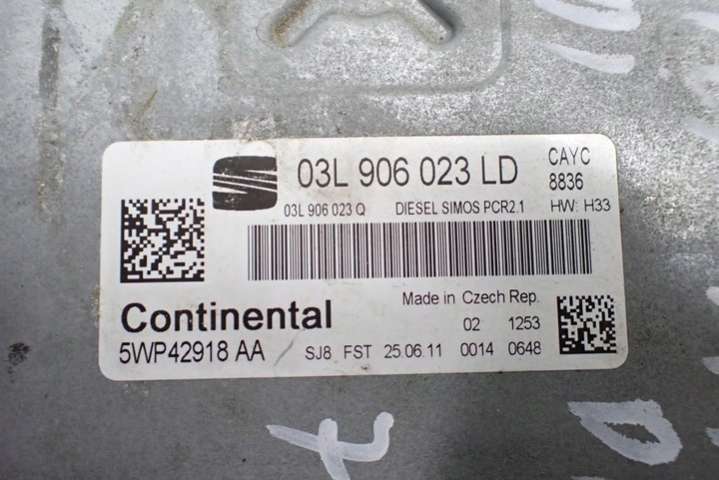 03L 906 023 LD CAYC
8836
03L 906 023 Q DIESEL SIMOS PCR2.1 HW: H33
Continental Made in Czech Rep.
02 1253
5WP42918 AA SJ8 FST 25.06.11 0014 0648